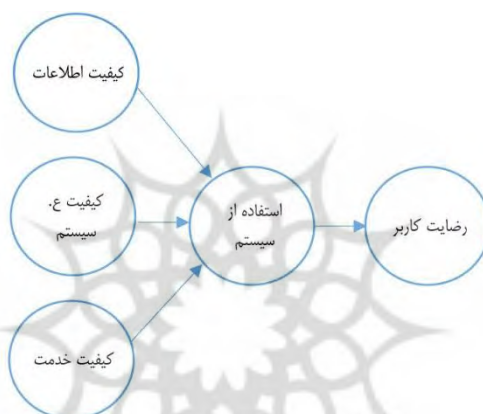 کیفیت اطلاعات
کیفیت ع.
سیستم
استفاده از
سیستم
رضایت کاربر
کیفیت خدمت